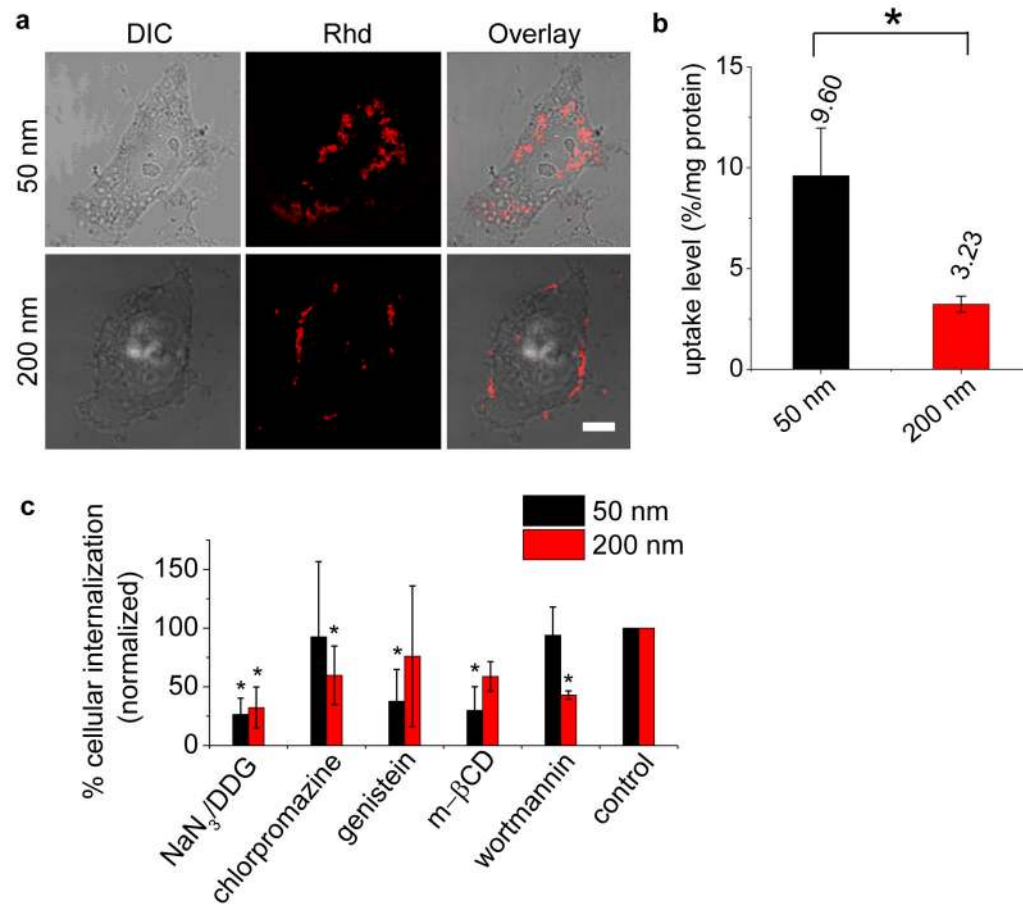 a
DIC Rhd Overlay
50 nm
200 nm
b
*
uptake level (%/mg protein)
15
10
5
0
9.60
3.23
50 nm
200 nm
c
50 nm
200 nm
% cellular internalization
(normalized)
150
100
50
0
* * * * * *
NaN₃/DDG
chlorpromazine
genistein
m-βCD
wortmannin
control